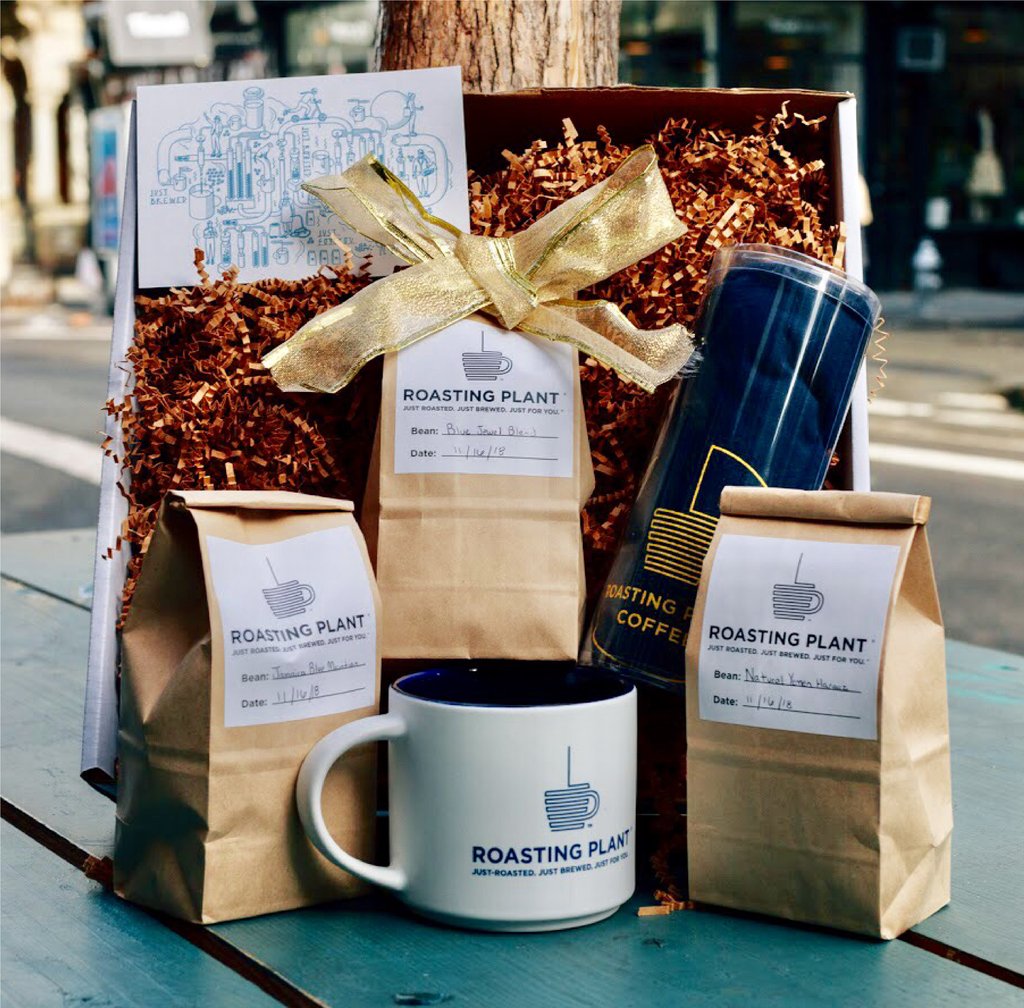 JUST
BREWED
JUST
ROASTING PLANT
JUST ROASTED. JUST BREWED. JUST FOR YOU.
Bean: Blue Jewel Blend
Date: 11/16/18
ROASTING
COFFEE
ROASTING PLANT
JUST ROASTED. JUST BREWED. JUST FOR YOU.
Bean: Jamaica Blue Mountain
Date: 11/16/18
ROASTING PLANT
JUST ROASTED. JUST BREWED. JUST FOR YOU.
Bean: Natural Yemen Haraaz
Date: 11/16/18
ROASTING PLANT
JUST-ROASTED. JUST BREWED. JUST FOR YOU.